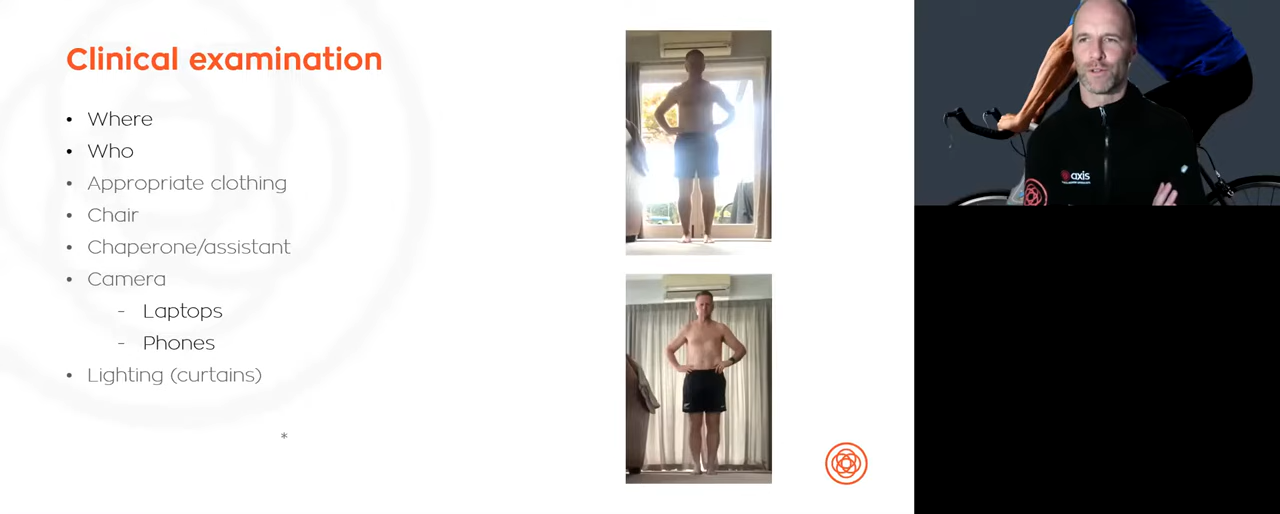 Clinical examination
• Where
• Who
• Appropriate clothing
• Chair
• Chaperone/assistant
• Camera
- Laptops
- Phones
• Lighting (curtains)
*
axis